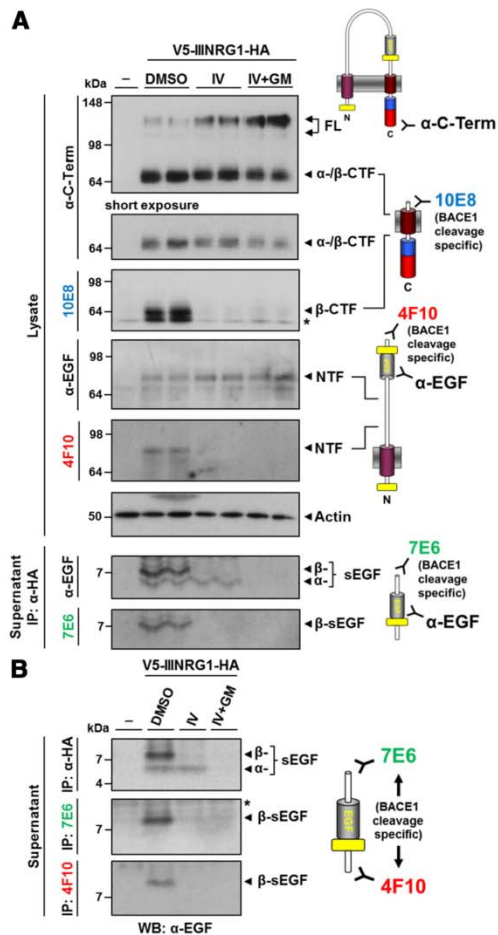 A
V5-IIINRG1-HA
kDa – DMSO IV IV+GM
148
98
64
α-C-Term
FL
α-/β-CTF
short exposure
64
α-/β-CTF
98
64
10E8
β-CTF
*
98
64
α-EGF
NTF
98
64
4F10
NTF
50
Actin
Lysate
7
α-EGF
β-
α-
sEGF
7
7E6
β-sEGF
Supernatant
IP: α-HA
N
C
α-C-Term
10E8
(BACE1
cleavage
specific)
C
4F10
(BACE1
cleavage
specific)
α-EGF
N
7E6
(BACE1
cleavage
specific)
α-EGF
B
V5-IIINRG1-HA
kDa – DMSO IV IV+GM
7
4
IP: α-HA
β-
α-
sEGF
7
IP: 7E6
*
β-sEGF
7
IP: 4F10
β-sEGF
Supernatant
WB: α-EGF
7E6
EGF
(BACE1
cleavage
specific)
4F10